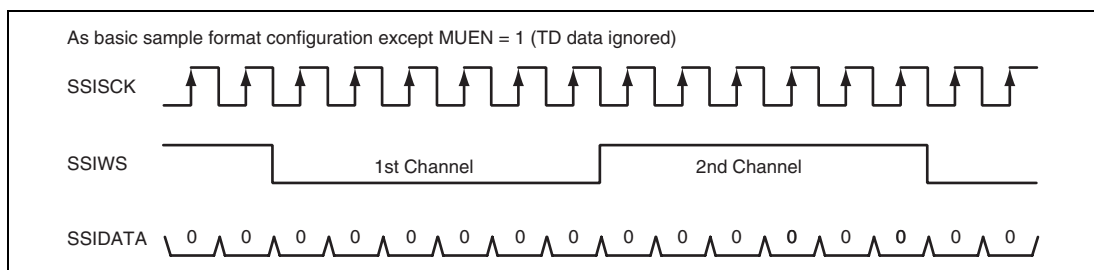 As basic sample format configuration except MUEN = 1 (TD data ignored)
SSISCK
SSIWS 1st Channel 2nd Channel
SSIDATA 0 0 0 0 0 0 0 0 0 0 0 0 0 0 0 0